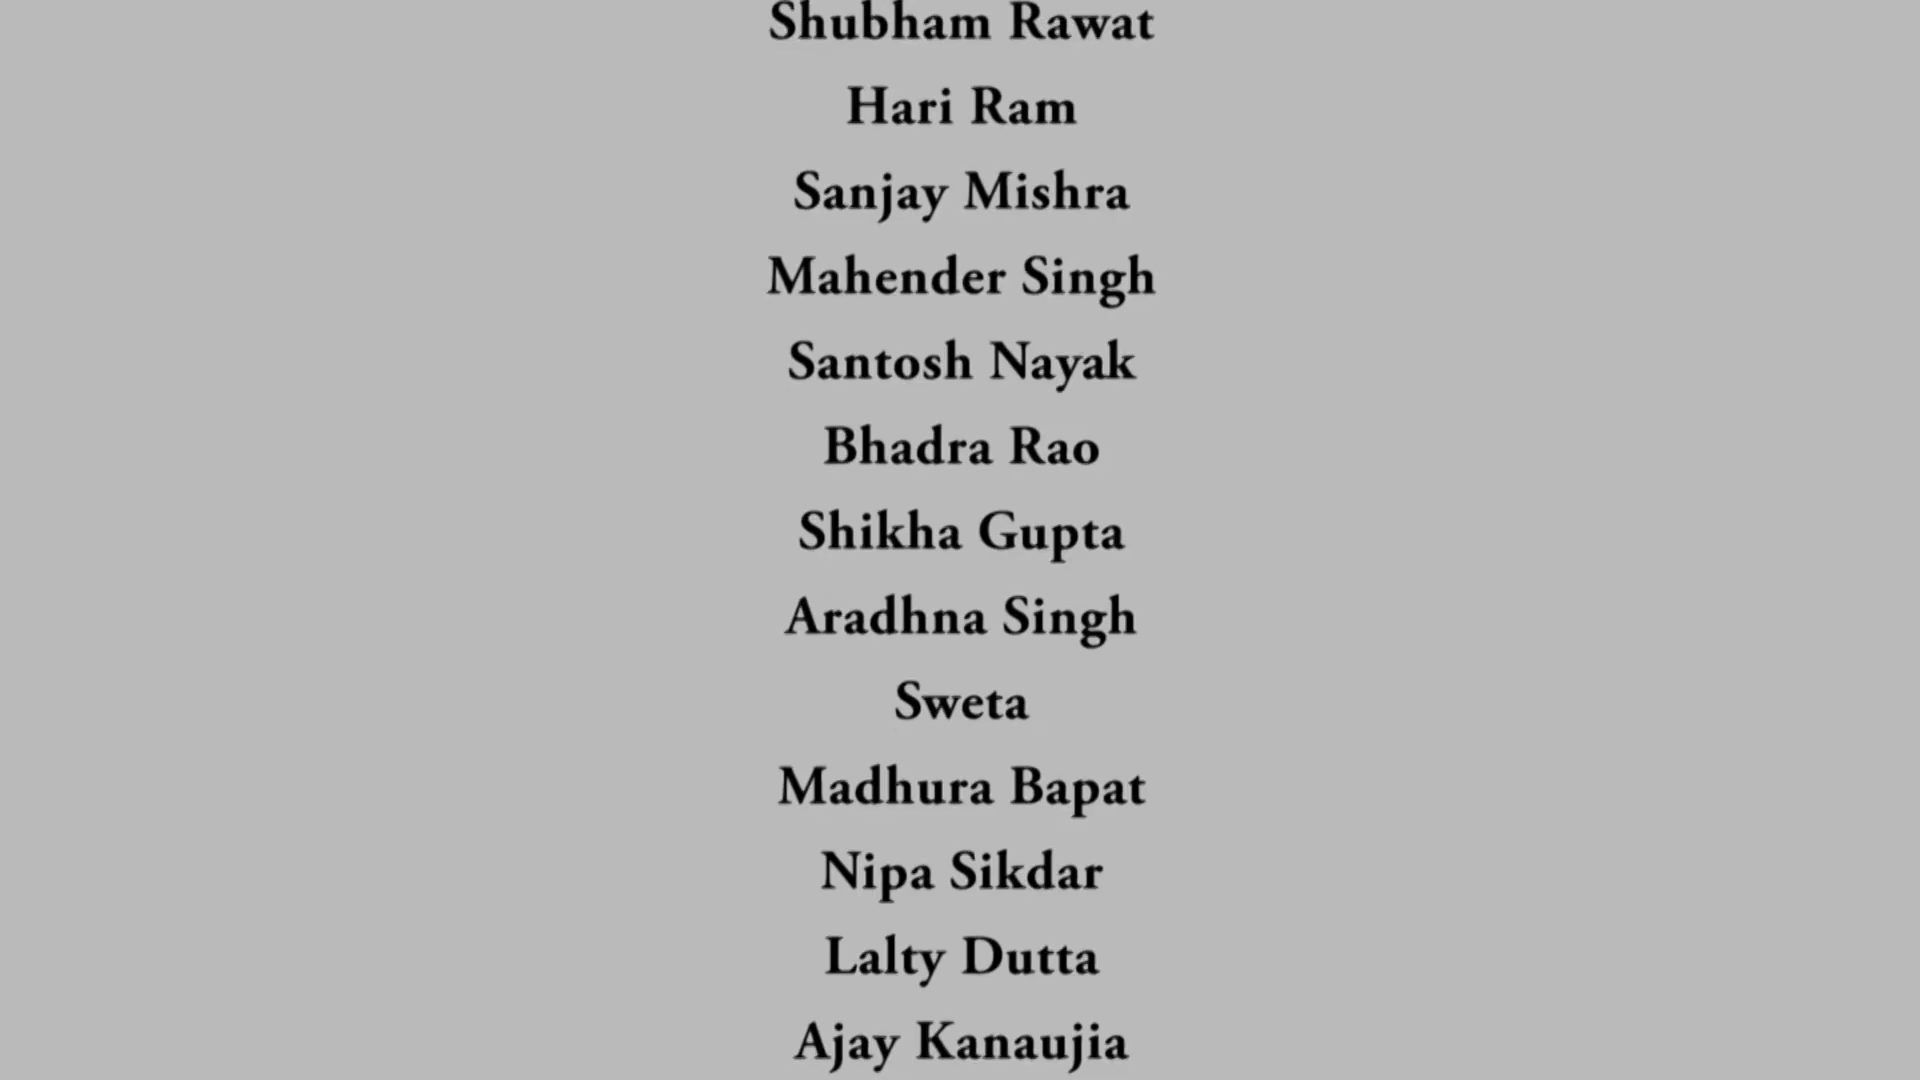 Shubham Rawat
Hari Ram
Sanjay Mishra
Mahender Singh
Santosh Nayak
Bhadra Rao
Shikha Gupta
Aradhna Singh
Sweta
Madhura Bapat
Nipa Sikdar
Lalty Dutta
Ajay Kanaujia